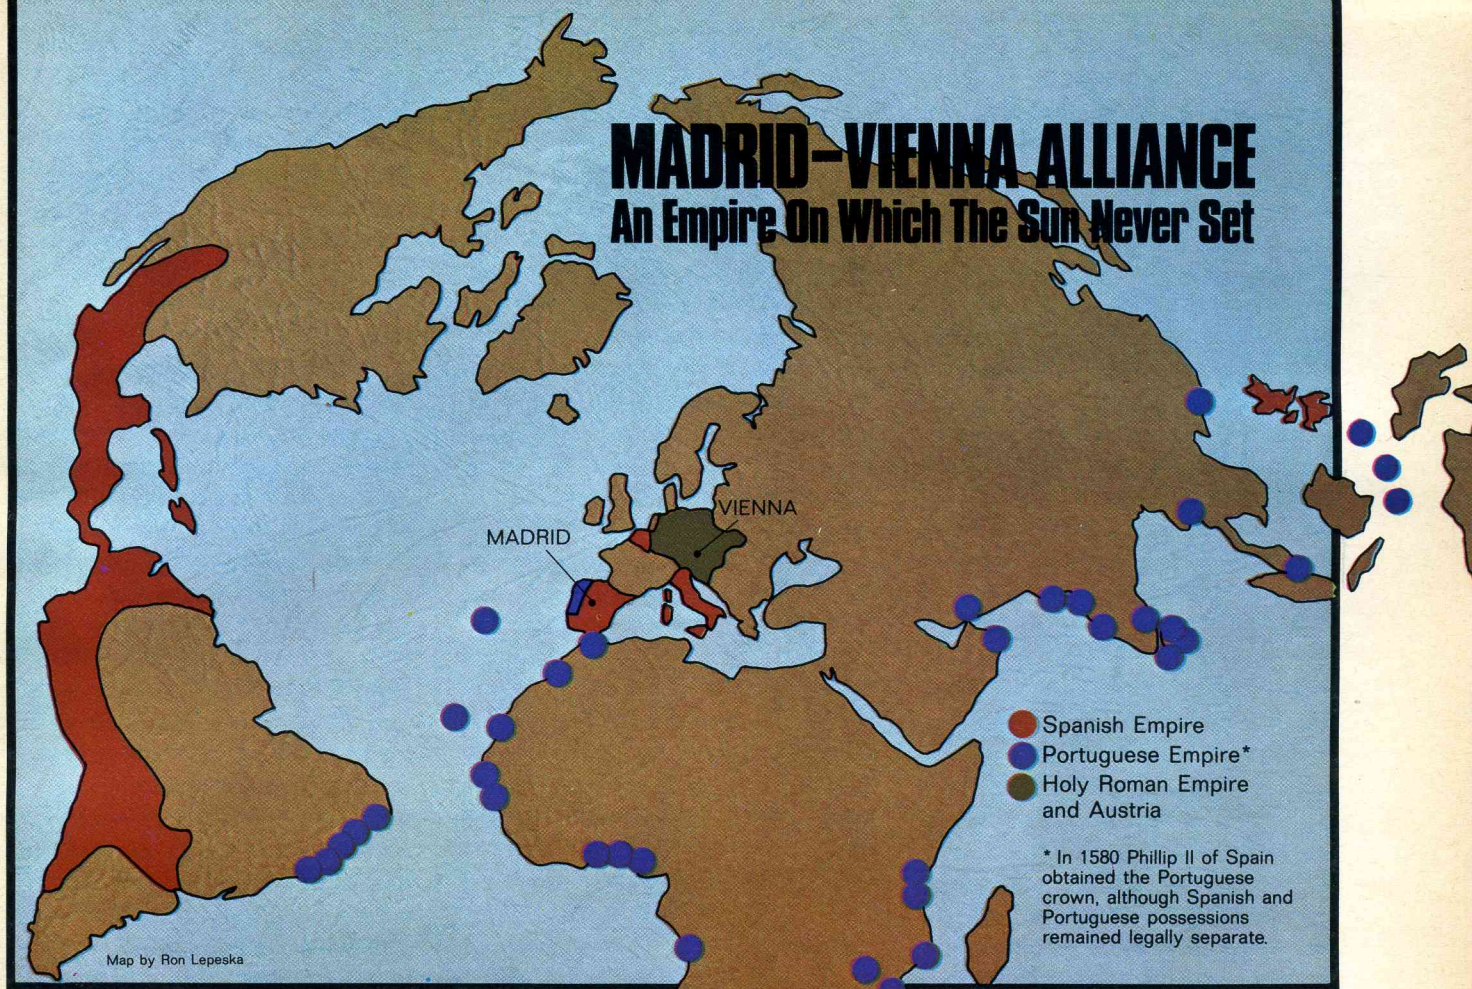 MADRID–VIENNA ALLIANCE
An Empire On Which The Sun Never Set
VIENNA
MADRID
Spanish Empire
Portuguese Empire*
Holy Roman Empire
and Austria
* In 1580 Phillip II of Spain
obtained the Portuguese
crown, although Spanish and
Portuguese possessions
remained legally separate.
Map by Ron Lepeska